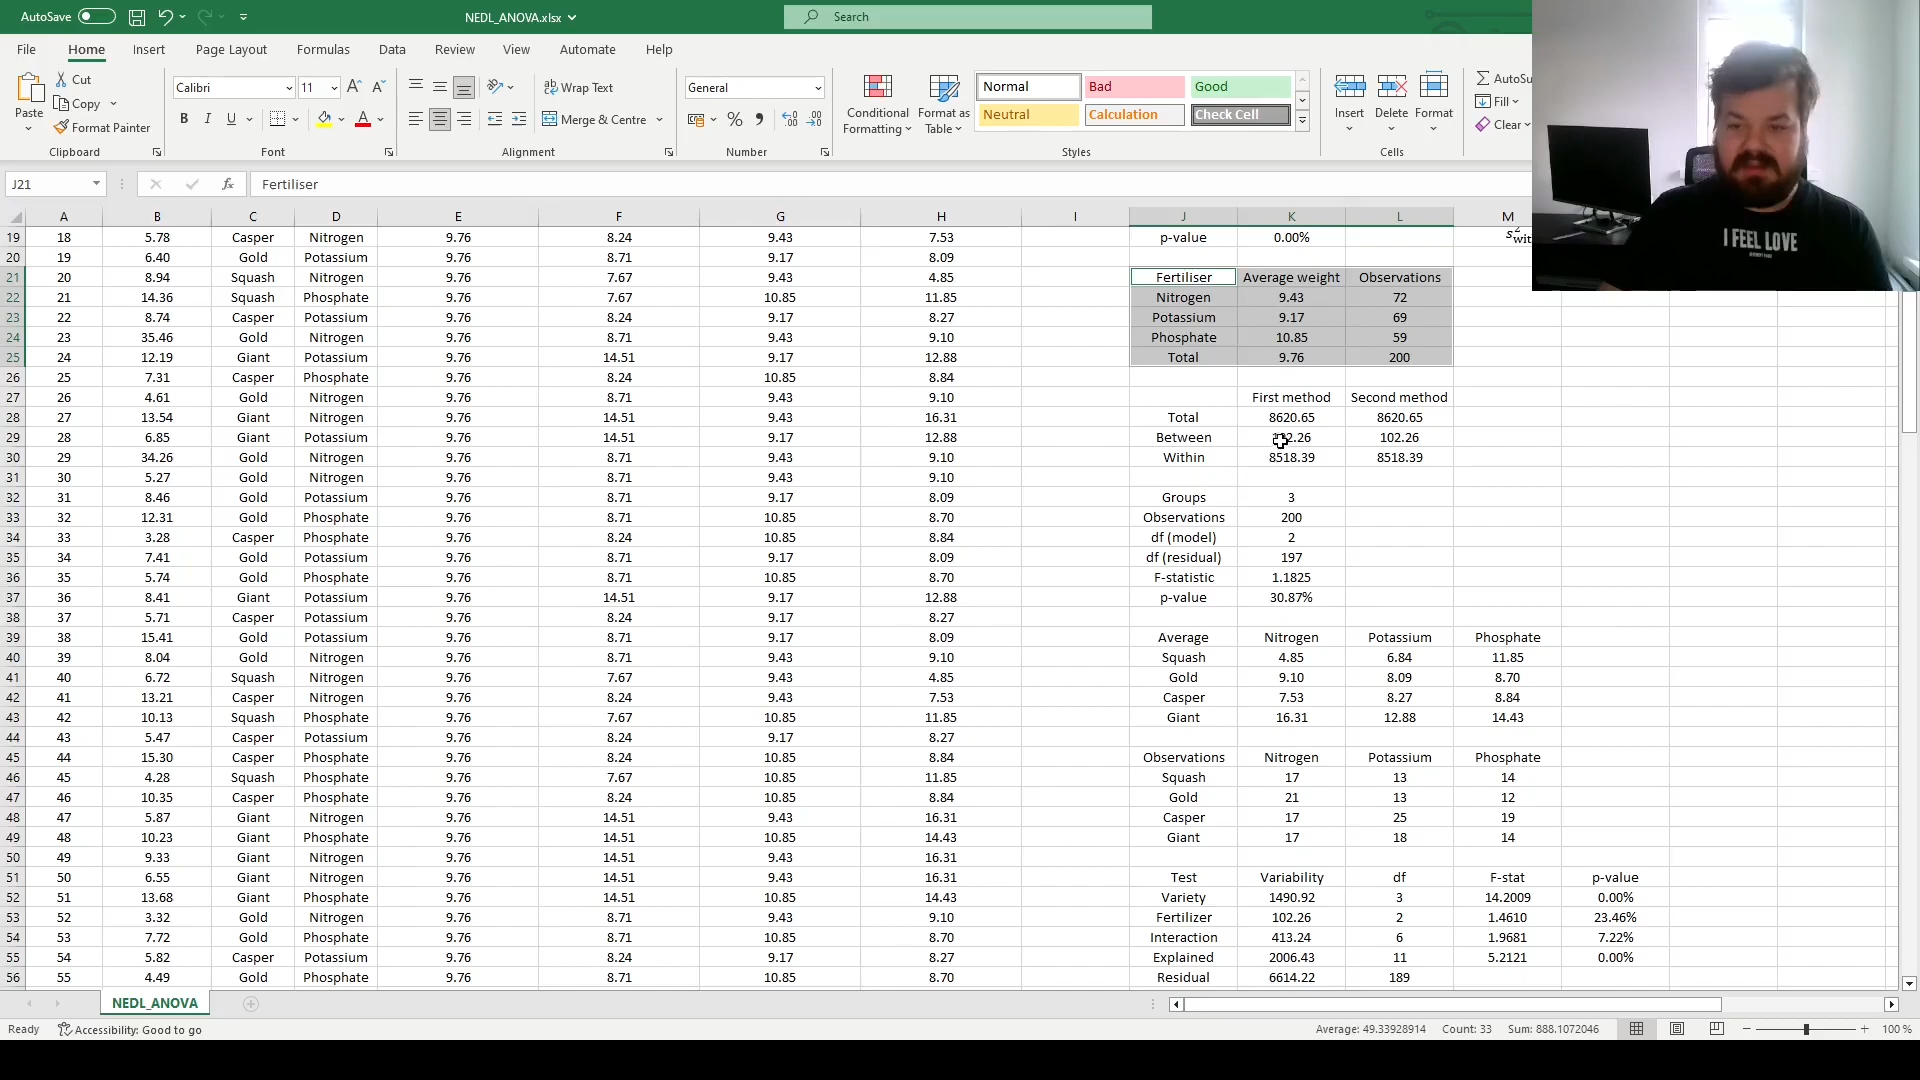 AutoSave
NEDL_ANOVA.xlsx
Search
File Home Insert Page Layout Formulas Data Review View Automate Help
Paste
Cut
Copy
Format Painter
Clipboard
Calibri 11
B I U
Font
Wrap Text
Merge & Centre
Alignment
General
Number
Conditional Formatting
Format as Table
Normal Bad Good
Neutral Calculation Check Cell
Styles
Insert Delete Format
Cells
AutoSu
Fill
Clear
I FEEL LOVE
J21 fx Fertiliser
A B C D E F G H I J K L M
19 18 5.78 Casper Nitrogen 9.76 8.24 9.43 7.53 p-value 0.00% s²wit
20 19 6.40 Gold Potassium 9.76 8.71 9.17 8.09
21 20 8.94 Squash Nitrogen 9.76 7.67 9.43 4.85 Fertiliser Average weight Observations
22 21 14.36 Squash Phosphate 9.76 7.67 10.85 11.85 Nitrogen 9.43 72
23 22 8.74 Casper Potassium 9.76 8.24 9.17 8.27 Potassium 9.17 69
24 23 35.46 Gold Nitrogen 9.76 8.71 9.43 9.10 Phosphate 10.85 59
25 24 12.19 Giant Potassium 9.76 14.51 9.17 12.88 Total 9.76 200
26 25 7.31 Casper Phosphate 9.76 8.24 10.85 8.84
27 26 4.61 Gold Nitrogen 9.76 8.71 9.43 9.10 First method Second method
28 27 13.54 Giant Nitrogen 9.76 14.51 9.43 16.31 Total 8620.65 8620.65
29 28 6.85 Giant Potassium 9.76 14.51 9.17 12.88 Between 102.26 102.26
30 29 34.26 Gold Nitrogen 9.76 8.71 9.43 9.10 Within 8518.39 8518.39
31 30 5.27 Gold Nitrogen 9.76 8.71 9.43 9.10
32 31 8.46 Gold Potassium 9.76 8.71 9.17 8.09 Groups 3
33 32 12.31 Gold Phosphate 9.76 8.71 10.85 8.70 Observations 200
34 33 3.28 Casper Phosphate 9.76 8.24 10.85 8.84 df (model) 2
35 34 7.41 Gold Potassium 9.76 8.71 9.17 8.09 df (residual) 197
36 35 5.74 Gold Phosphate 9.76 8.71 10.85 8.70 F-statistic 1.1825
37 36 8.41 Giant Potassium 9.76 14.51 9.17 12.88 p-value 30.87%
38 37 5.71 Casper Potassium 9.76 8.24 9.17 8.27
39 38 15.41 Gold Potassium 9.76 8.71 9.17 8.09 Average Nitrogen Potassium Phosphate
40 39 8.04 Gold Nitrogen 9.76 8.71 9.43 9.10 Squash 4.85 6.84 11.85
41 40 6.72 Squash Nitrogen 9.76 7.67 9.43 4.85 Gold 9.10 8.09 8.70
42 41 13.21 Casper Nitrogen 9.76 8.24 9.43 7.53 Casper 7.53 8.27 8.84
43 42 10.13 Squash Phosphate 9.76 7.67 10.85 11.85 Giant 16.31 12.88 14.43
44 43 5.47 Casper Potassium 9.76 8.24 9.17 8.27
45 44 15.30 Casper Phosphate 9.76 8.24 10.85 8.84 Observations Nitrogen Potassium Phosphate
46 45 4.28 Squash Phosphate 9.76 7.67 10.85 11.85 Squash 17 13 14
47 46 10.35 Casper Phosphate 9.76 8.24 10.85 8.84 Gold 21 13 12
48 47 5.87 Giant Nitrogen 9.76 14.51 9.43 16.31 Casper 17 25 19
49 48 10.23 Giant Phosphate 9.76 14.51 10.85 14.43 Giant 17 18 14
50 49 9.33 Giant Nitrogen 9.76 14.51 9.43 16.31
51 50 6.55 Giant Nitrogen 9.76 14.51 9.43 16.31 Test Variability df F-stat p-value
52 51 13.68 Giant Phosphate 9.76 14.51 10.85 14.43 Variety 1490.92 3 14.2009 0.00%
53 52 3.32 Gold Nitrogen 9.76 8.71 9.43 9.10 Fertilizer 102.26 2 1.4610 23.46%
54 53 7.72 Gold Phosphate 9.76 8.71 10.85 8.70 Interaction 413.24 6 1.9681 7.22%
55 54 5.82 Casper Potassium 9.76 8.24 9.17 8.27 Explained 2006.43 11 5.2121 0.00%
56 55 4.49 Gold Phosphate 9.76 8.71 10.85 8.70 Residual 6614.22 189
NEDL_ANOVA
Ready Accessibility: Good to go Average: 49.33928914 Count: 33 Sum: 888.1072046 100 %